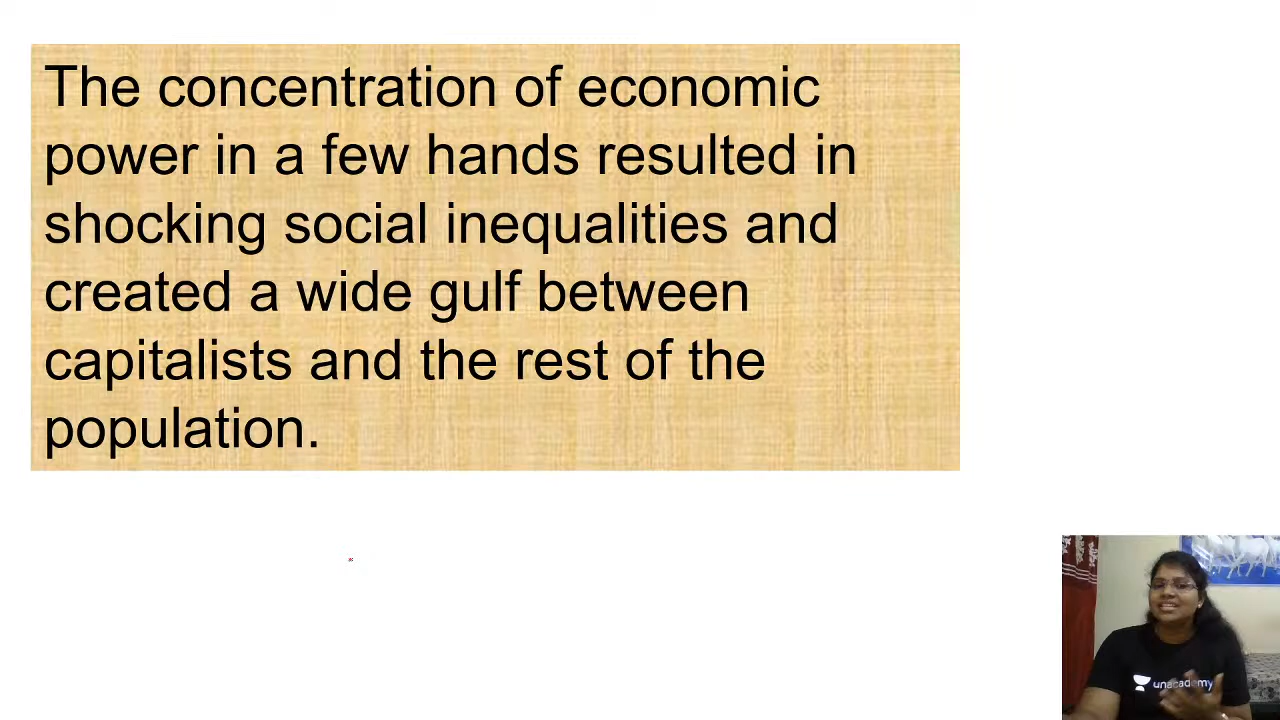 The concentration of economic
power in a few hands resulted in
shocking social inequalities and
created a wide gulf between
capitalists and the rest of the
population.
unacademy